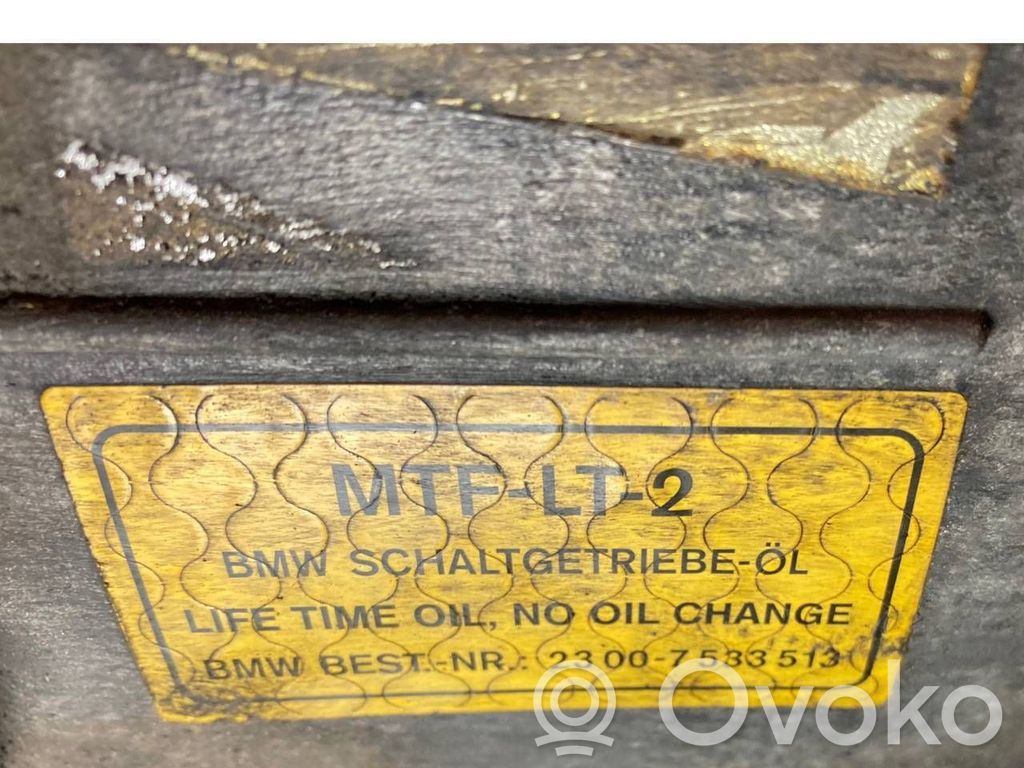 MTF-LT-2
BMW SCHALTGETRIEBE-ÖL
LIFE TIME OIL, NO OIL CHANGE
BMW BEST.-NR.: 23 00-7 533 513
Ovoko